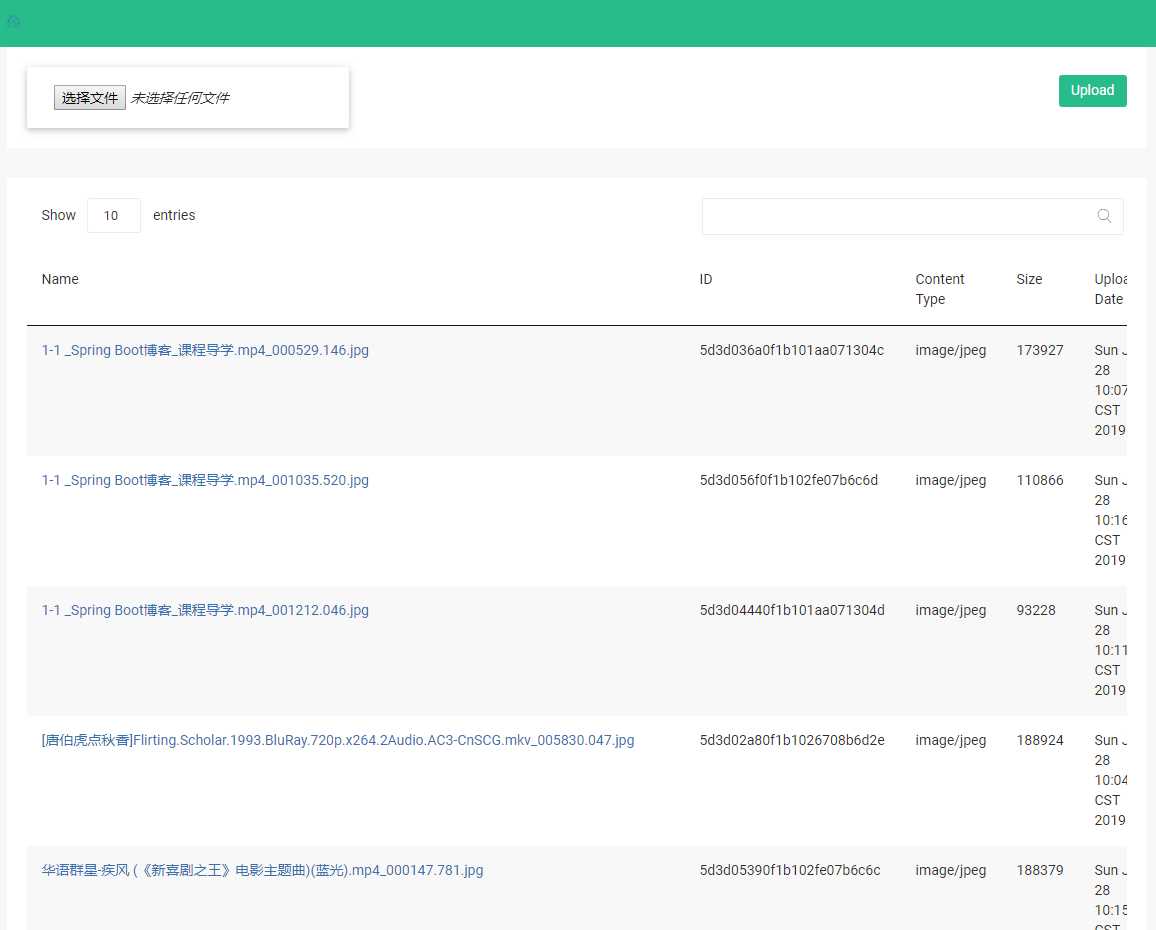 选择文件 未选择任何文件
Upload
Show 10 entries
Name ID Content Type Size Uploa Date
1-1 _Spring Boot博客_课程导学.mp4_000529.146.jpg 5d3d036a0f1b101aa071304c image/jpeg 173927 Sun J
28
10:07
CST
2019
1-1 _Spring Boot博客_课程导学.mp4_001035.520.jpg 5d3d056f0f1b102fe07b6c6d image/jpeg 110866 Sun J
28
10:16
CST
2019
1-1 _Spring Boot博客_课程导学.mp4_001212.046.jpg 5d3d04440f1b101aa071304d image/jpeg 93228 Sun J
28
10:11
CST
2019
[唐伯虎点秋香]Flirting.Scholar.1993.BluRay.720p.x264.2Audio.AC3-CnSCG.mkv_005830.047.jpg 5d3d02a80f1b1026708b6d2e image/jpeg 188924 Sun J
28
10:04
CST
2019
华语群星-疾风 (《新喜剧之王》电影主题曲)(蓝光).mp4_000147.781.jpg 5d3d05390f1b102fe07b6c6c image/jpeg 188379 Sun J
28
10:15
CST